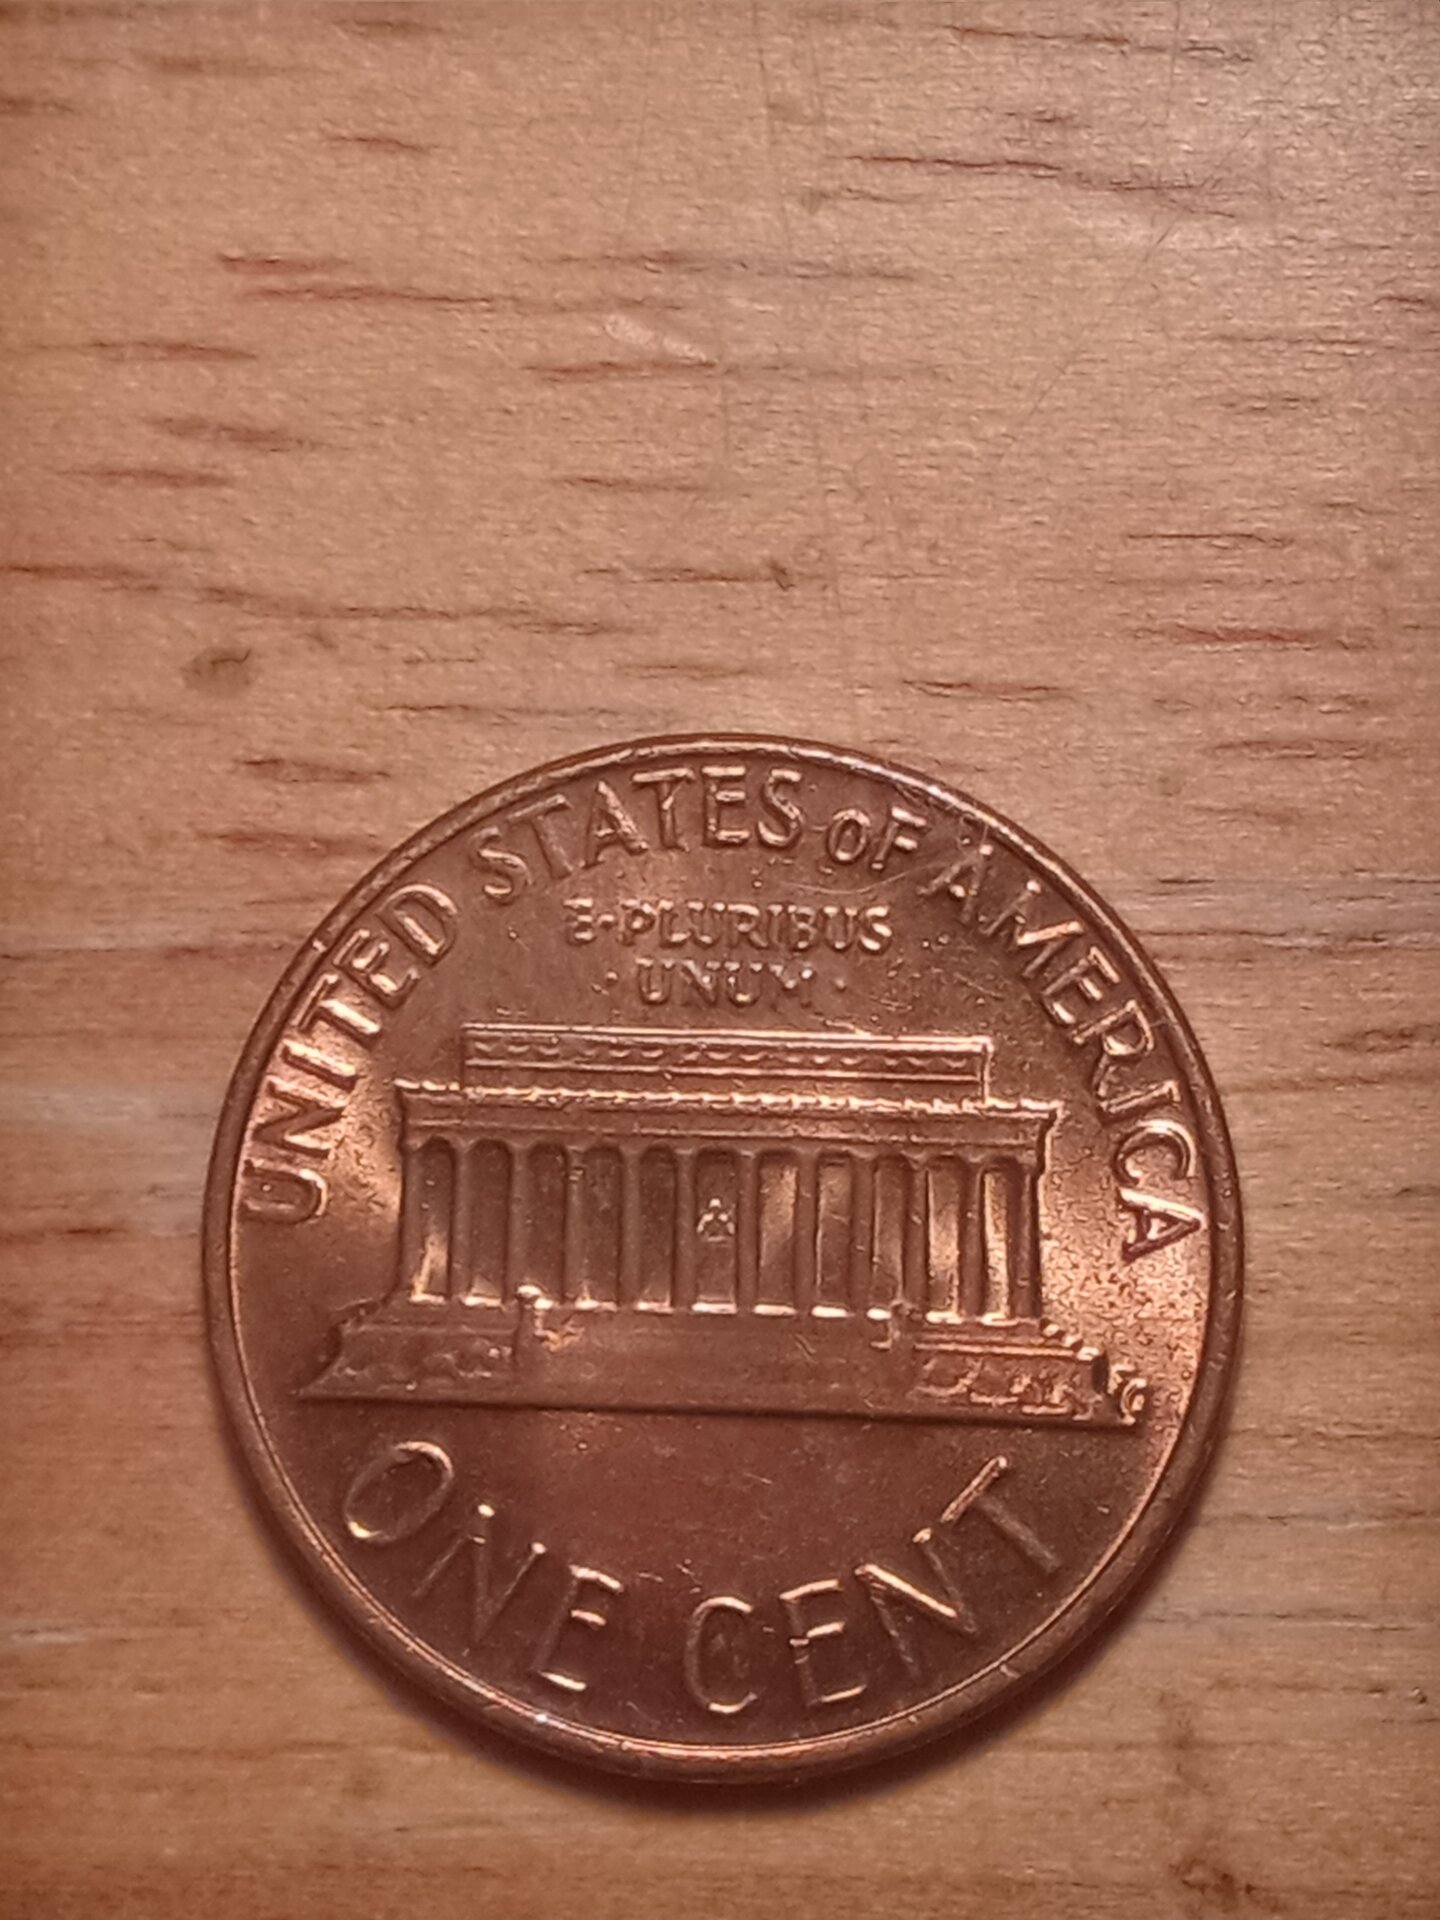 UNITED STATES OF AMERICA
E·PLURIBUS
·UNUM·
ONE CENT